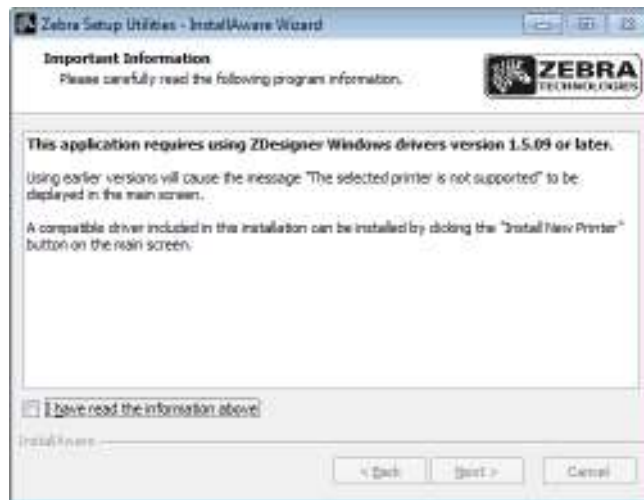 Zebra Setup Utilities - InstallAware Wizard
Important Information
Please carefully read the following program information.
ZEBRA
TECHNOLOGIES
This application requires using ZDesigner Windows drivers version 1.5.09 or later.
Using earlier versions will cause the message "The selected printer is not supported" to be
displayed in the main screen.
A compatible driver included in this installation can be installed by clicking the "Install New Printer"
button on the main screen.
I have read the information above
InstallAware
< Back
Next >
Cancel